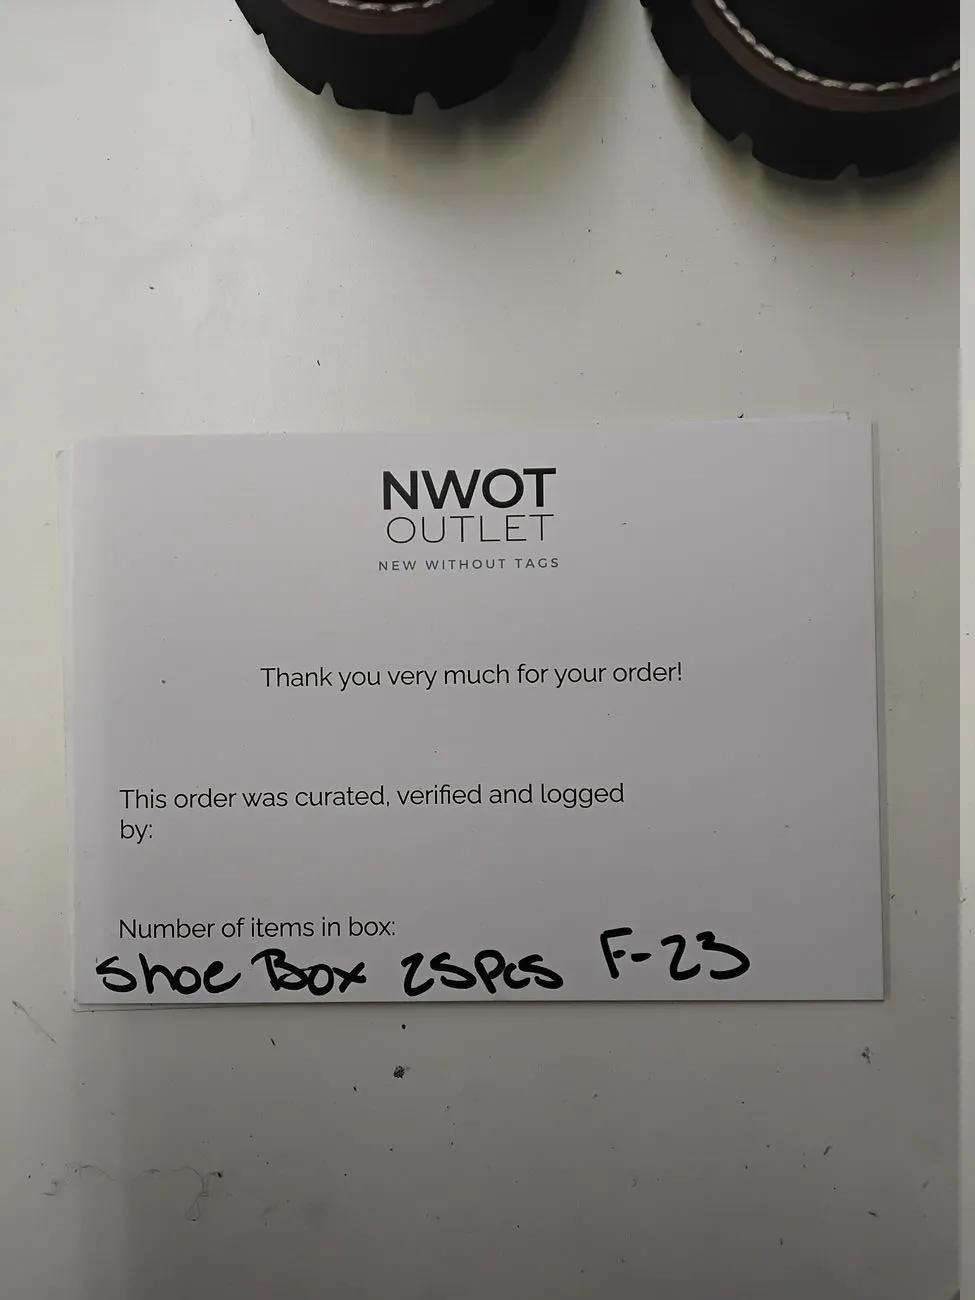 NWOT
OUTLET
NEW WITHOUT TAGS
Thank you very much for your order!
This order was curated, verified and logged
by:
Number of items in box:
Shoe Box 25Pcs F-23